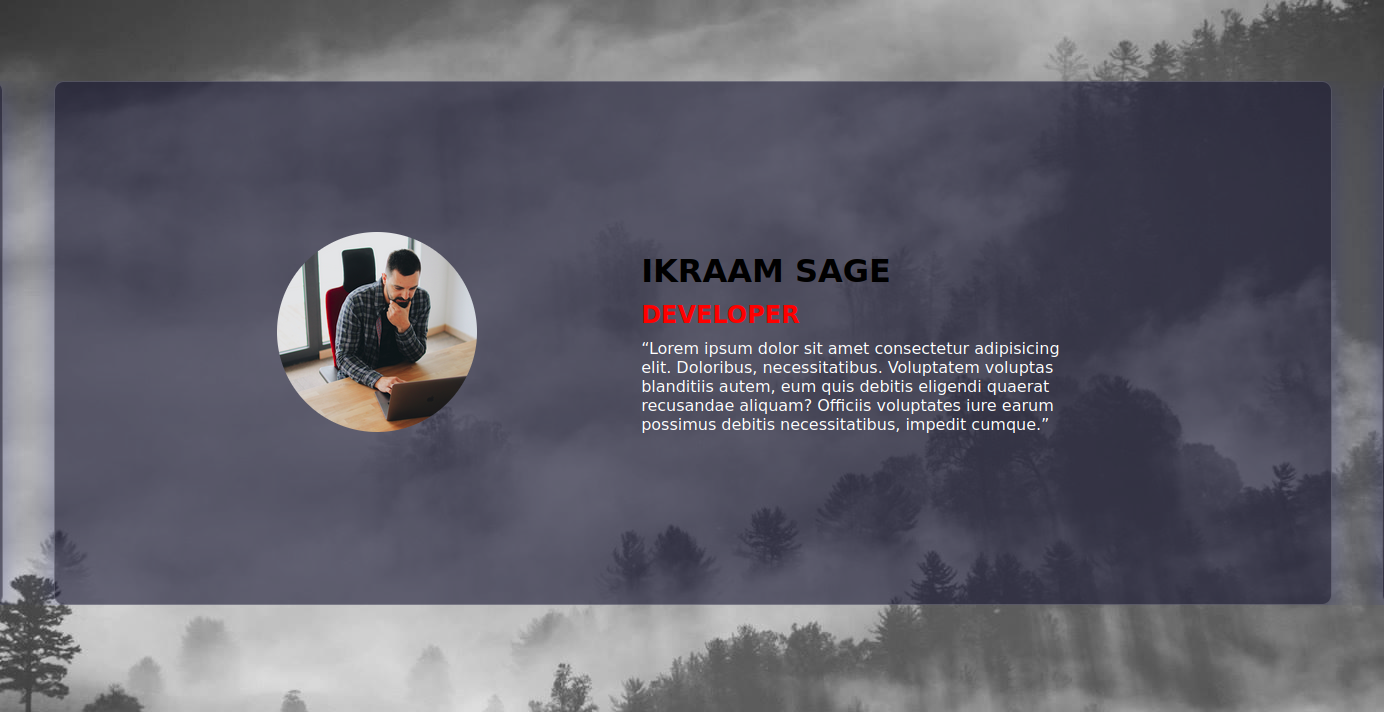 IKRAAM SAGE
DEVELOPER
“Lorem ipsum dolor sit amet consectetur adipisicing
elit. Doloribus, necessitatibus. Voluptatem voluptas
blanditiis autem, eum quis debitis eligendi quaerat
recusandae aliquam? Officiis voluptates iure earum
possimus debitis necessitatibus, impedit cumque.”